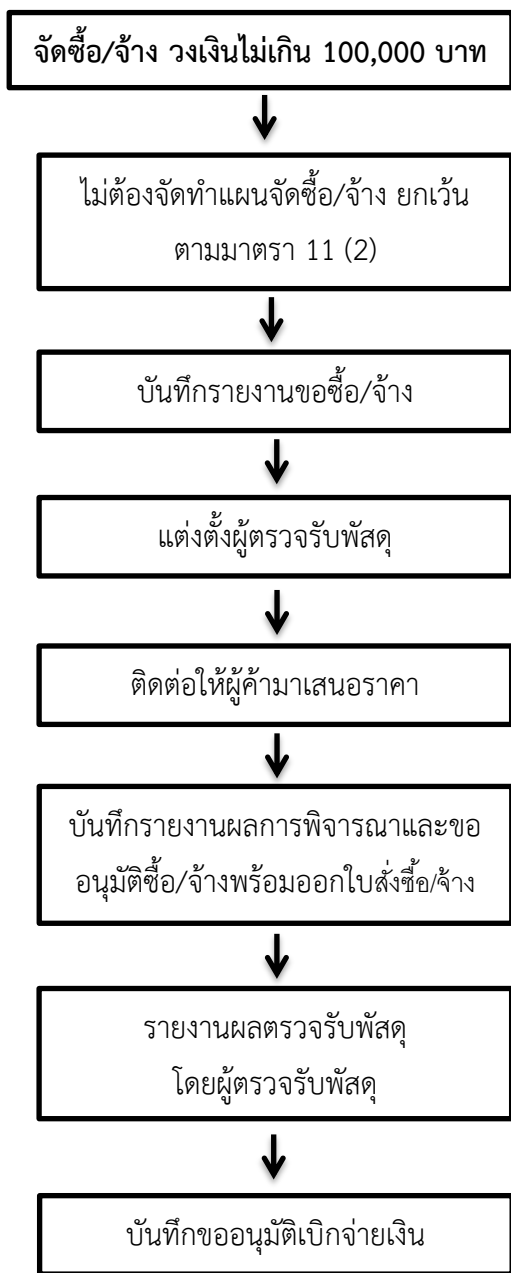 จัดซื้อ/จ้าง วงเงินไม่เกิน 100,000 บาท
ไม่ต้องจัดทำแผนจัดซื้อ/จ้าง ยกเว้น
ตามมาตรา 11 (2)
บันทึกรายงานขอซื้อ/จ้าง
แต่งตั้งผู้ตรวจรับพัสดุ
ติดต่อให้ผู้ค้ามาเสนอราคา
บันทึกรายงานผลการพิจารณาและขอ
อนุมัติซื้อ/จ้างพร้อมออกใบสั่งซื้อ/จ้าง
รายงานผลตรวจรับพัสดุ
โดยผู้ตรวจรับพัสดุ
บันทึกขออนุมัติเบิกจ่ายเงิน